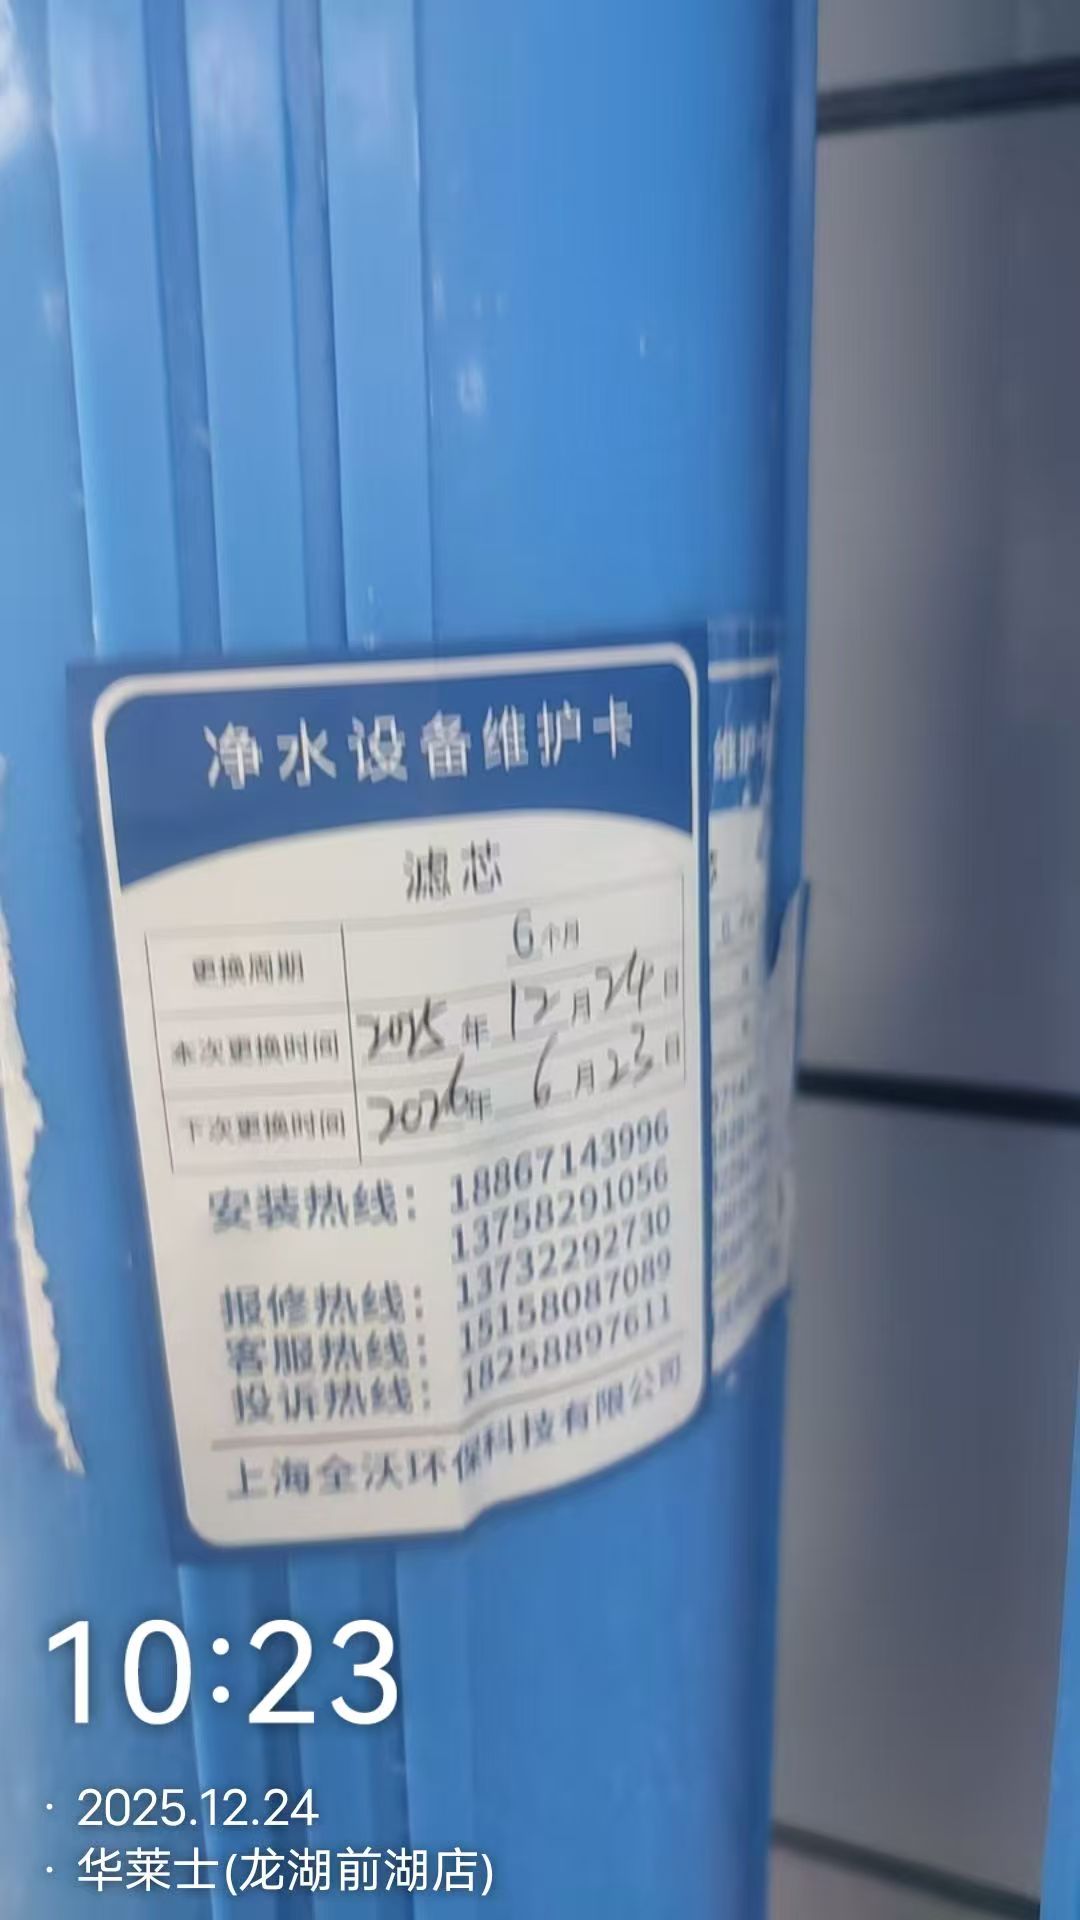 净水设备维护卡
滤芯
更换周期 6个月
本次更换时间 2025年12月24日
下次更换时间 2026年6月23日
安装热线： 18867143996
13758291056
报修热线： 13732292730
客服热线： 15158087089
投诉热线： 18258897611
上海全沃环保科技有限公司
维护卡
10:23
· 2025.12.24
· 华莱士(龙湖前湖店)